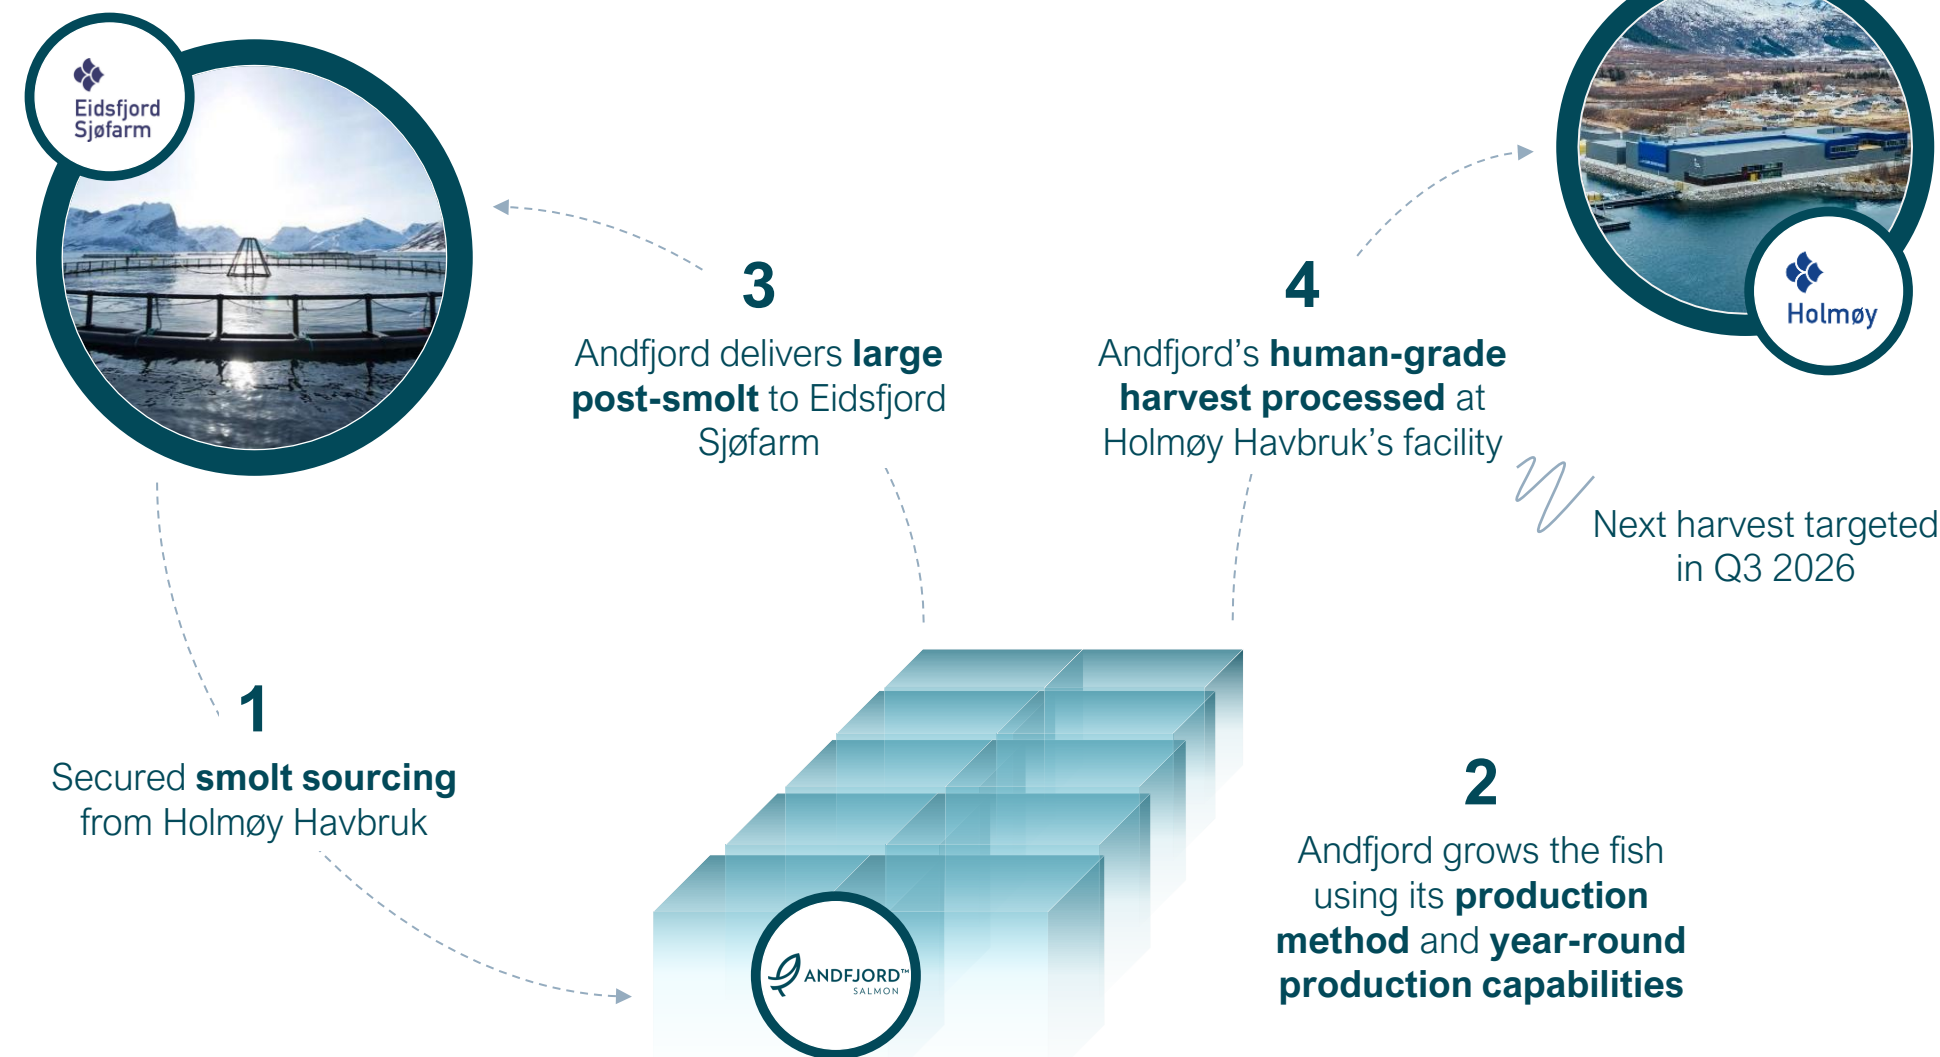 Eidsfjord
Sjøfarm
Holmøy
3
Andfjord delivers large
post-smolt to Eidsfjord
Sjøfarm
4
Andfjord’s human-grade
harvest processed at
Holmøy Havbruk’s facility
Next harvest targeted
in Q3 2026
1
Secured smolt sourcing
from Holmøy Havbruk
2
Andfjord grows the fish
using its production
method and year-round
production capabilities
ANDFJORD™
SALMON